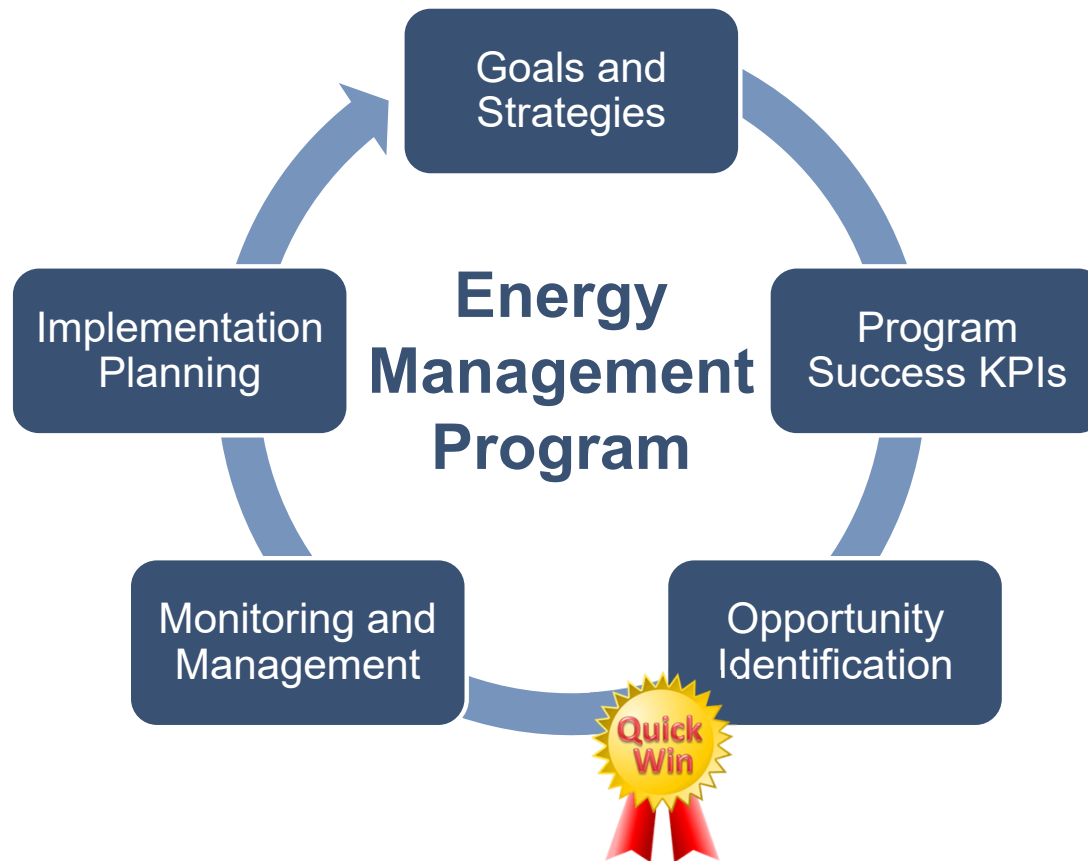 Goals and
Strategies
Energy
Management
Program
Implementation
Planning
Program
Success KPIs
Monitoring and
Management
Opportunity
Identification
Quick
Win